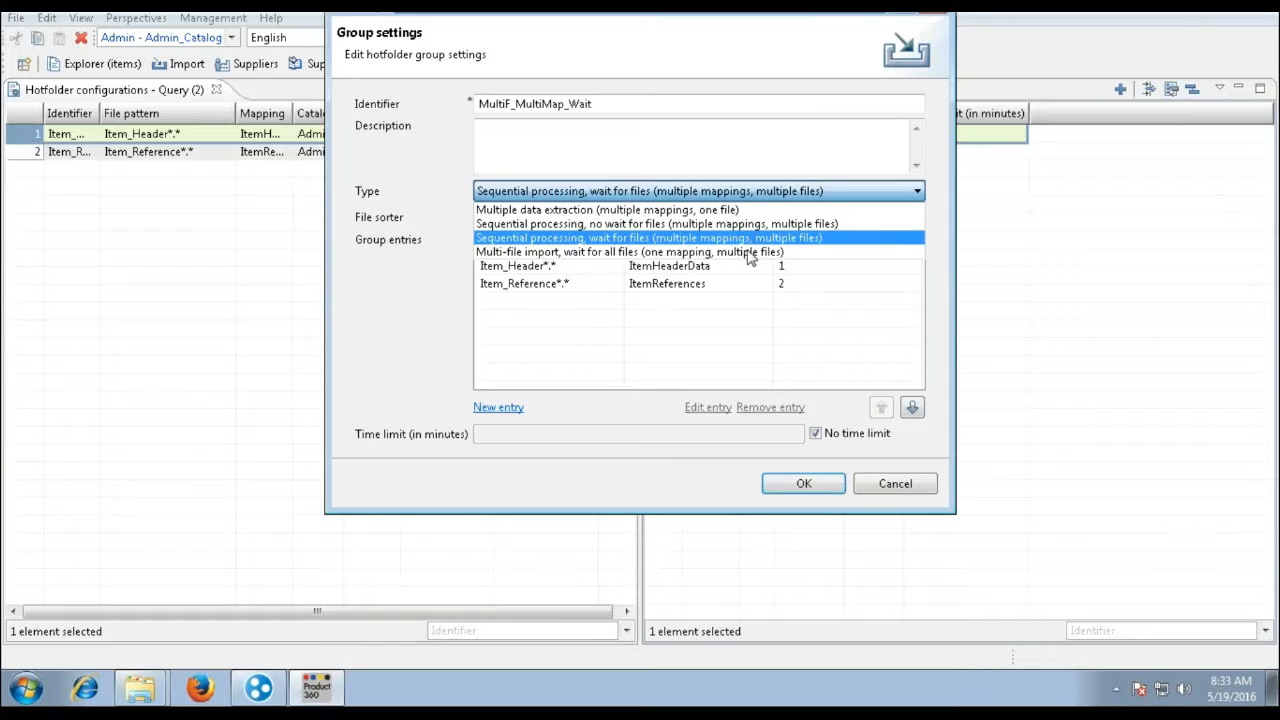 File Edit View Perspectives Management Help
Admin - Admin_Catalog English
Explorer (items) Import Suppliers Sup
Hotfolder configurations - Query (2)
Identifier File pattern Mapping Catalo
1 Item_... Item_Header*.* ItemH... Admi
2 Item_R... Item_Reference*.* ItemRe... Admi
it (in minutes)
Group settings
Edit hotfolder group settings
Identifier * MultiF_MultiMap_Wait
Description
Type Sequential processing, wait for files (multiple mappings, multiple files)
Multiple data extraction (multiple mappings, one file)
File sorter
Sequential processing, no wait for files (multiple mappings, multiple files)
Group entries
Sequential processing, wait for files (multiple mappings, multiple files)
Multi-file import, wait for all files (one mapping, multiple files)
Item_Header*.* ItemHeaderData 1
Item_Reference*.* ItemReferences 2
New entry Edit entry Remove entry
Time limit (in minutes) No time limit
OK Cancel
1 element selected Identifier
1 element selected Identifier
Product 360
8:33 AM
5/19/2016